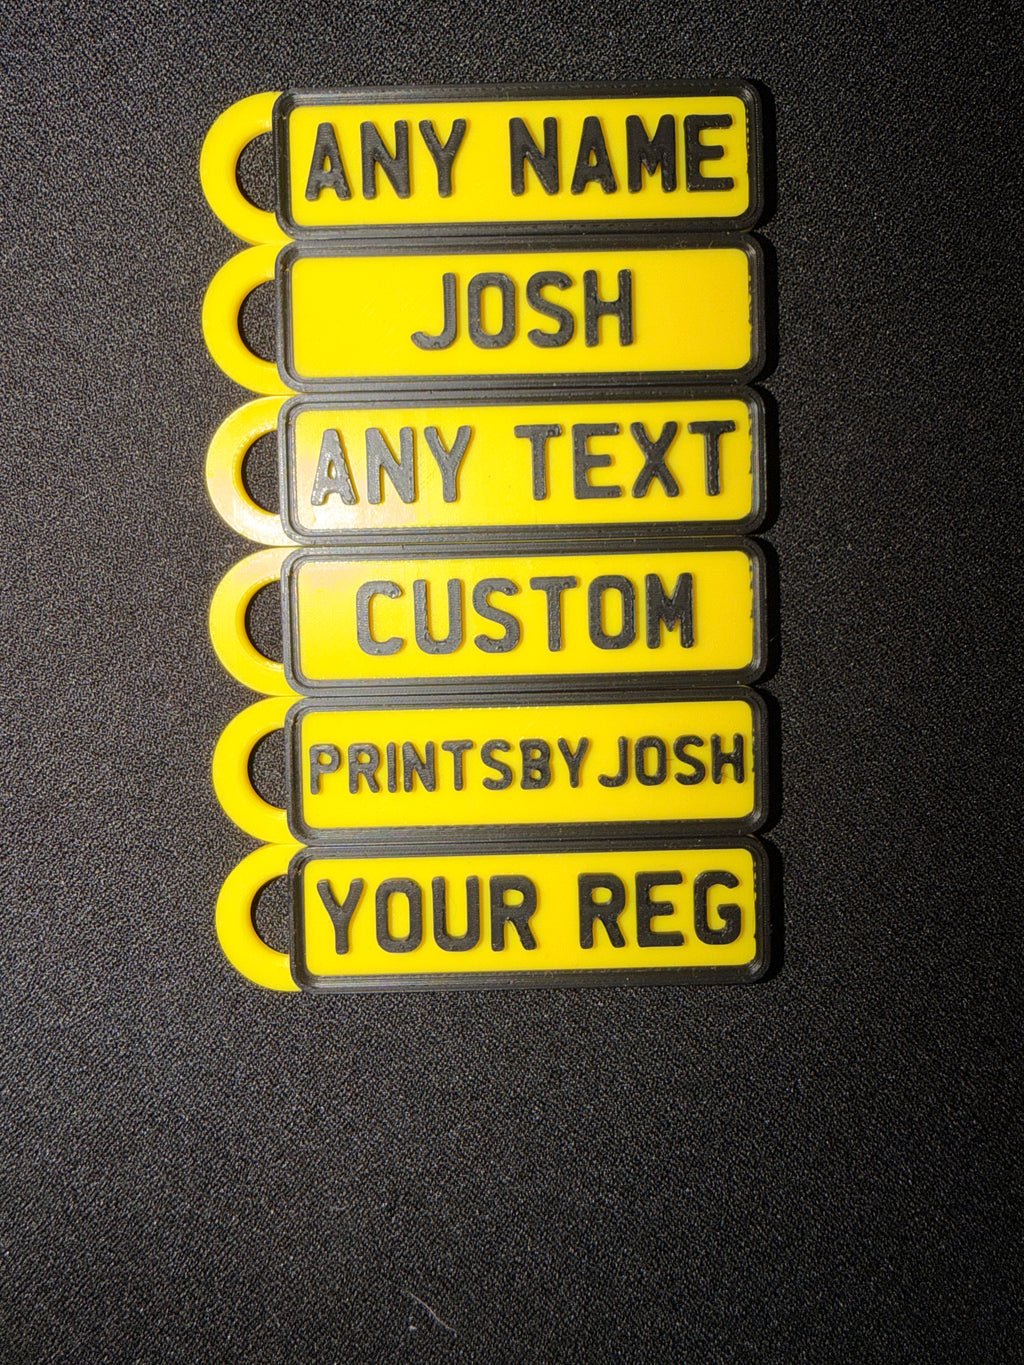 ANY NAME
JOSH
ANY TEXT
CUSTOM
PRINTSBYJOSH
YOUR REG